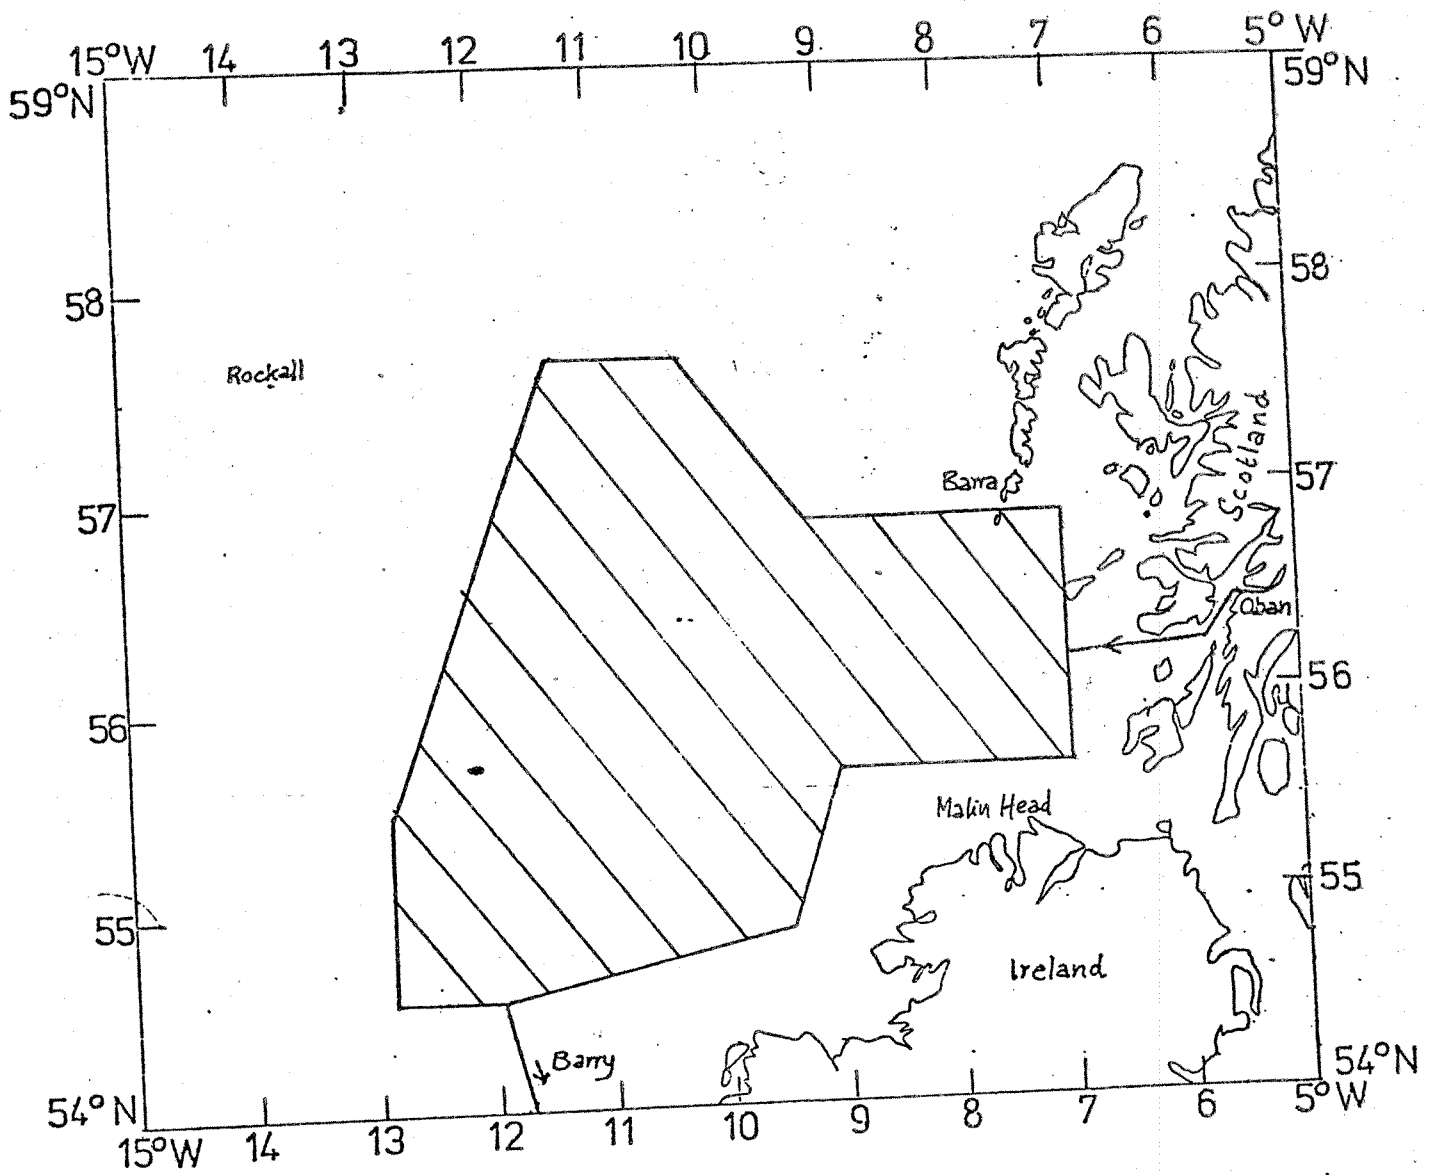 15°W 14 13 12 11 10 9 8 7 6 5° W
59°N
59°N
58
58
Rockall
Scotland
57
57
Barra
Oban
56
56
Malin Head
55
55
Ireland
Barry
54°N
54°N
15°W 14 13 12 11 10 9 8 7 6 5°W